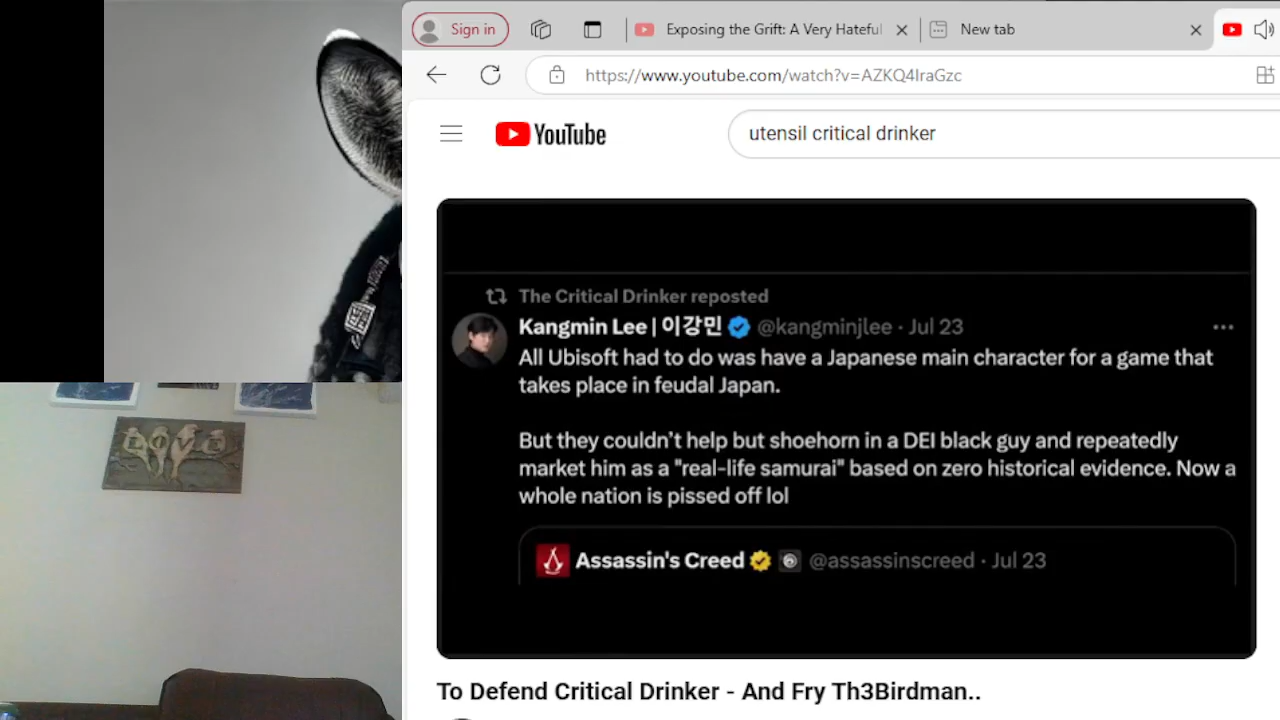 Sign in
Exposing the Grift: A Very Hateful
New tab
https://www.youtube.com/watch?v=AZKQ4IraGzc
YouTube
utensil critical drinker
The Critical Drinker reposted
Kangmin Lee | 이강민 @kangminjlee · Jul 23
All Ubisoft had to do was have a Japanese main character for a game that
takes place in feudal Japan.
But they couldn't help but shoehorn in a DEI black guy and repeatedly
market him as a "real-life samurai" based on zero historical evidence. Now a
whole nation is pissed off lol
Assassin's Creed @assassinscreed · Jul 23
To Defend Critical Drinker - And Fry Th3Birdman..